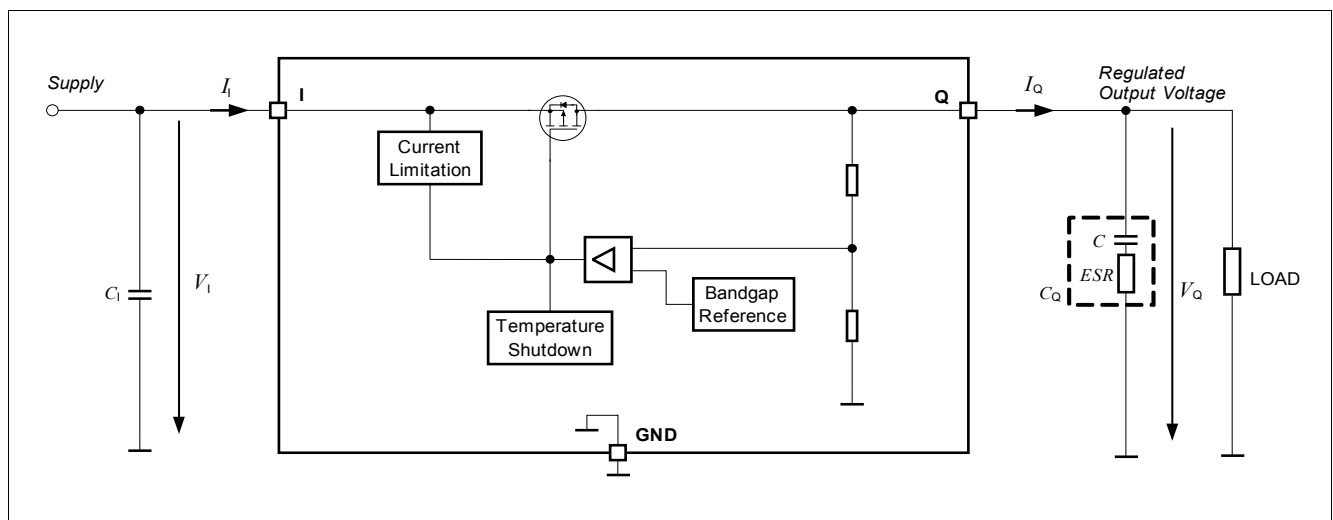 Supply
I_I
I
Q
I_Q
Regulated
Output Voltage
Current
Limitation
C_I
V_I
Bandgap
Reference
Temperature
Shutdown
C
ESR
C_Q
V_Q
LOAD
GND